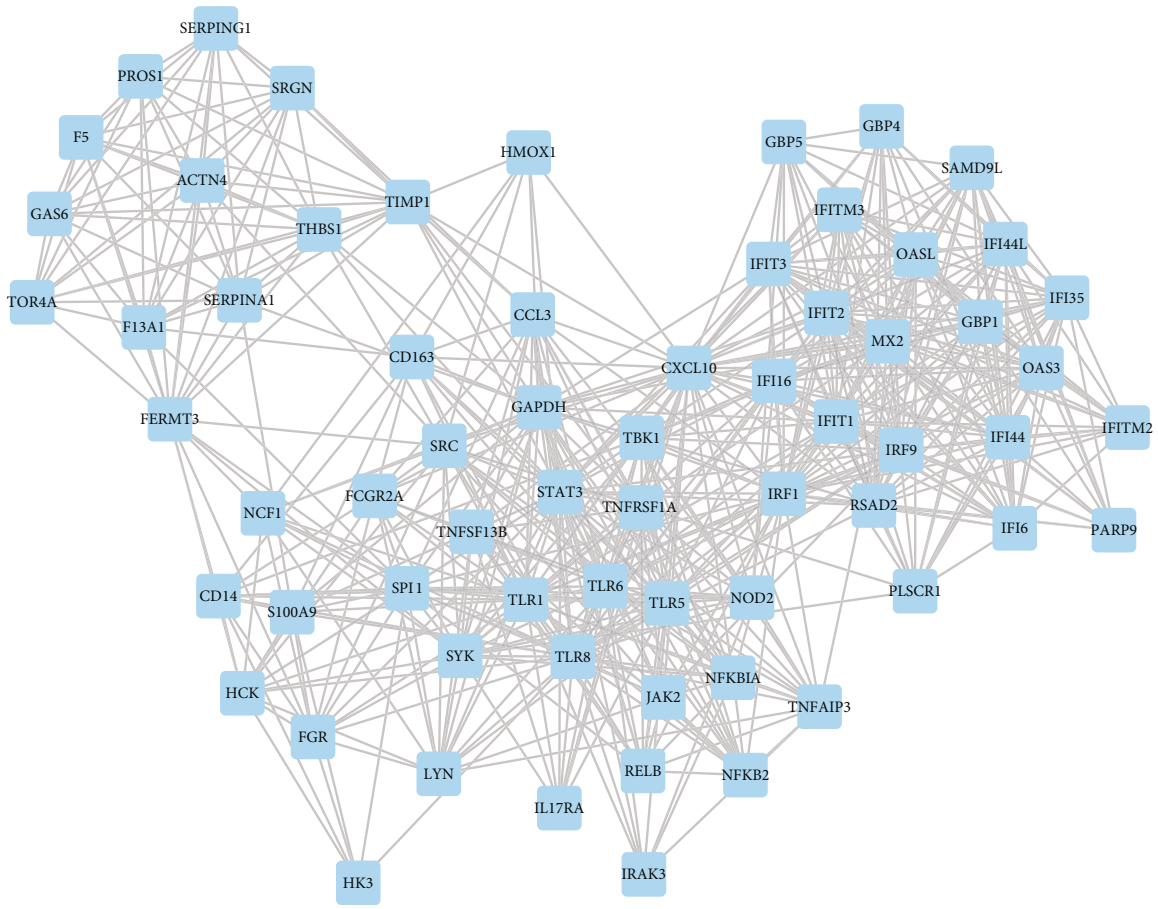 SERPING1
PROS1
SRGN
F5
GBP4
GBP5
HMOX1
SAMD9L
ACTN4
TIMP1
GAS6
IFITM3
THBS1
IFI44L
OASL
IFIT3
IFI35
TOR4A
SERPINA1
F13A1
CCL3
IFIT2
GBP1
MX2
CD163
CXCL10
OAS3
IFI16
GAPDH
FERMT3
IFIT1
IFITM2
SRC
TBK1
IFI44
IRF9
FCGR2A
STAT3
IRF1
NCF1
TNFRSF1A
RSAD2
TNFSF13B
IFI6
PARP9
CD14
SPI1
TLR6
TLR1
TLR5
NOD2
PLSCR1
S100A9
SYK
TLR8
NFKBIA
HCK
JAK2
TNFAIP3
FGR
LYN
RELB
NFKB2
IL17RA
HK3
IRAK3